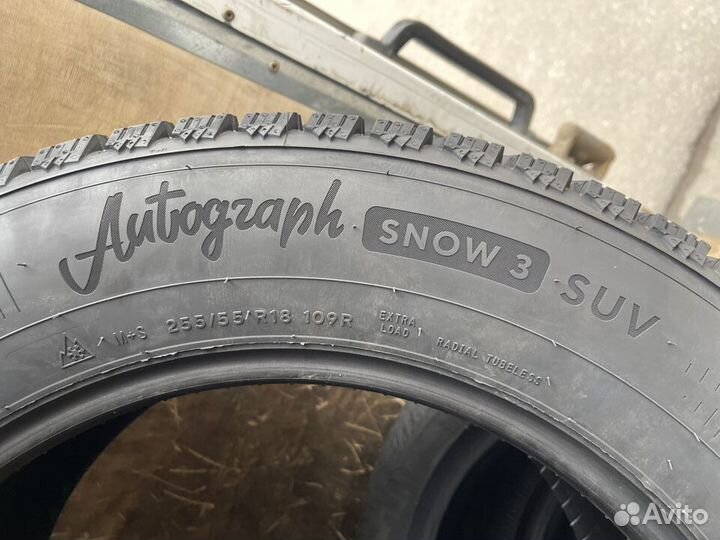 Autograph SNOW 3 SUV
M+S 255/55/R18 109R EXTRA LOAD RADIAL TUBELESS
Avito